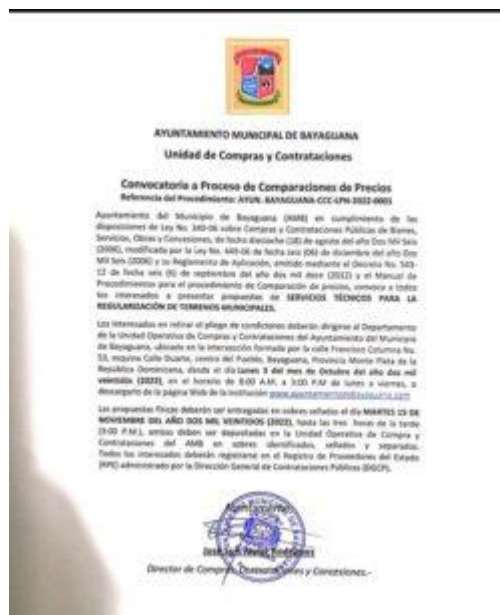 AYUNTAMIENTO MUNICIPAL DE BAYAGUANA
Unidad de Compras y Contrataciones
Convocatoria a Proceso de Comparaciones de Precios
Referencia del Procedimiento: AYUN. BAYAGUANA-CCC-LPN-2022-0001
Ayuntamiento del Municipio de Bayaguana (AMB) en cumplimiento de las
disposiciones de Ley No. 340-06 sobre Compras y Contrataciones Públicas de Bienes,
Servicios, Obras y Concesiones, de fecha dieciocho (18) de agosto del año Dos Mil Seis
(2006), modificada por la Ley No. 449-06 de fecha seis (06) de diciembre del año Dos
Mil Seis (2006) y su Reglamento de Aplicación, emitido mediante el Decreto No. 543-
12 de fecha seis (6) de septiembre del año dos mil doce (2012) y el Manual de
Procedimientos para el procedimiento de Comparación de precios, convoca a todos
los interesados a presentar propuestas de SERVICIOS TÉCNICOS PARA LA
REGULARIZACIÓN DE TERRENOS MUNICIPALES.
Los interesados en retirar el pliego de condiciones deberán dirigirse al Departamento
de la Unidad Operativa de Compras y Contrataciones del Ayuntamiento del Municipio
de Bayaguana, ubicado en la intersección formada por la calle Francisco Columna No.
53, esquina Calle Duarte, centro del Pueblo, Bayaguana, Provincia Monte Plata de la
República Dominicana, desde el día Lunes 3 del mes de Octubre del año dos mil
veintidós (2022), en el horario de 8:00 A.M. a 3:00 P.M de lunes a viernes, o
descargarlo de la página Web de la institución
Las propuestas físicas deberán ser entregadas en sobres sellados el día MARTES 15 DE
NOVIEMBRE DEL AÑO DOS MIL VEINTIDOS (2022), hasta las tres horas de la tarde
(3:00 P.M.), ambos deben ser depositadas en la Unidad Operativa de Compra y
Contrataciones del AMB en sobres identificados, sellados y separados.
Todos los interesados deberán registrarse en el Registro de Proveedores del Estado
(RPE) administrado por la Dirección General de Contrataciones Públicas (DGCP).
Director de Compras, Contrataciones y Concesiones.-